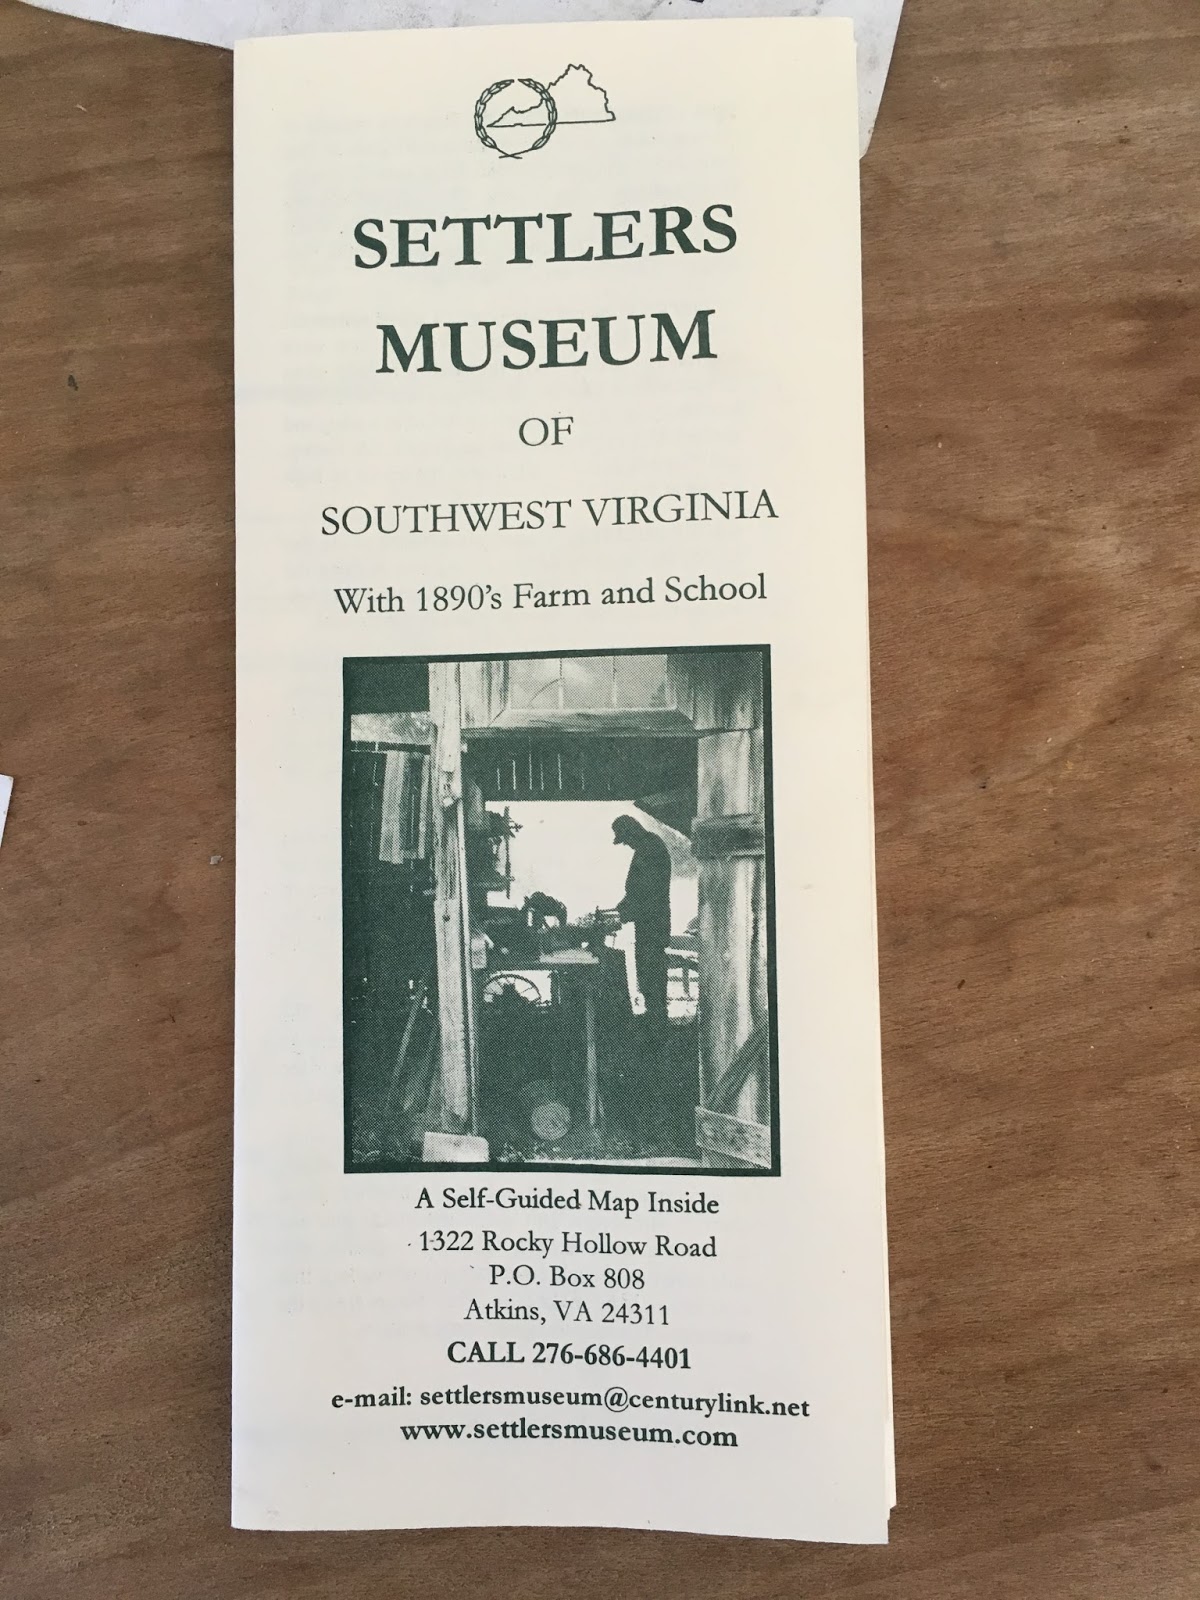 SETTLERS
MUSEUM
OF
SOUTHWEST VIRGINIA
With 1890's Farm and School
A Self-Guided Map Inside
1322 Rocky Hollow Road
P.O. Box 808
Atkins, VA 24311
CALL 276-686-4401
e-mail: settlersmuseum@centurylink.net
www.settlersmuseum.com